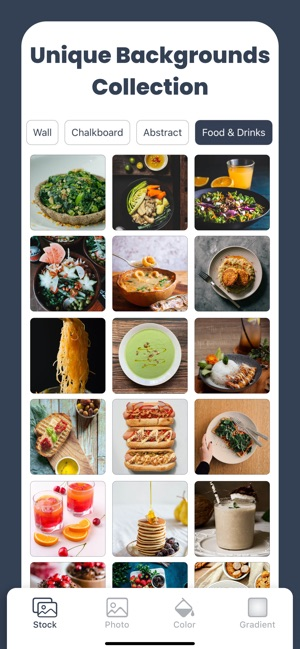 Unique Backgrounds
Collection
Wall Chalkboard Abstract Food & Drinks
Stock Photo Color Gradient